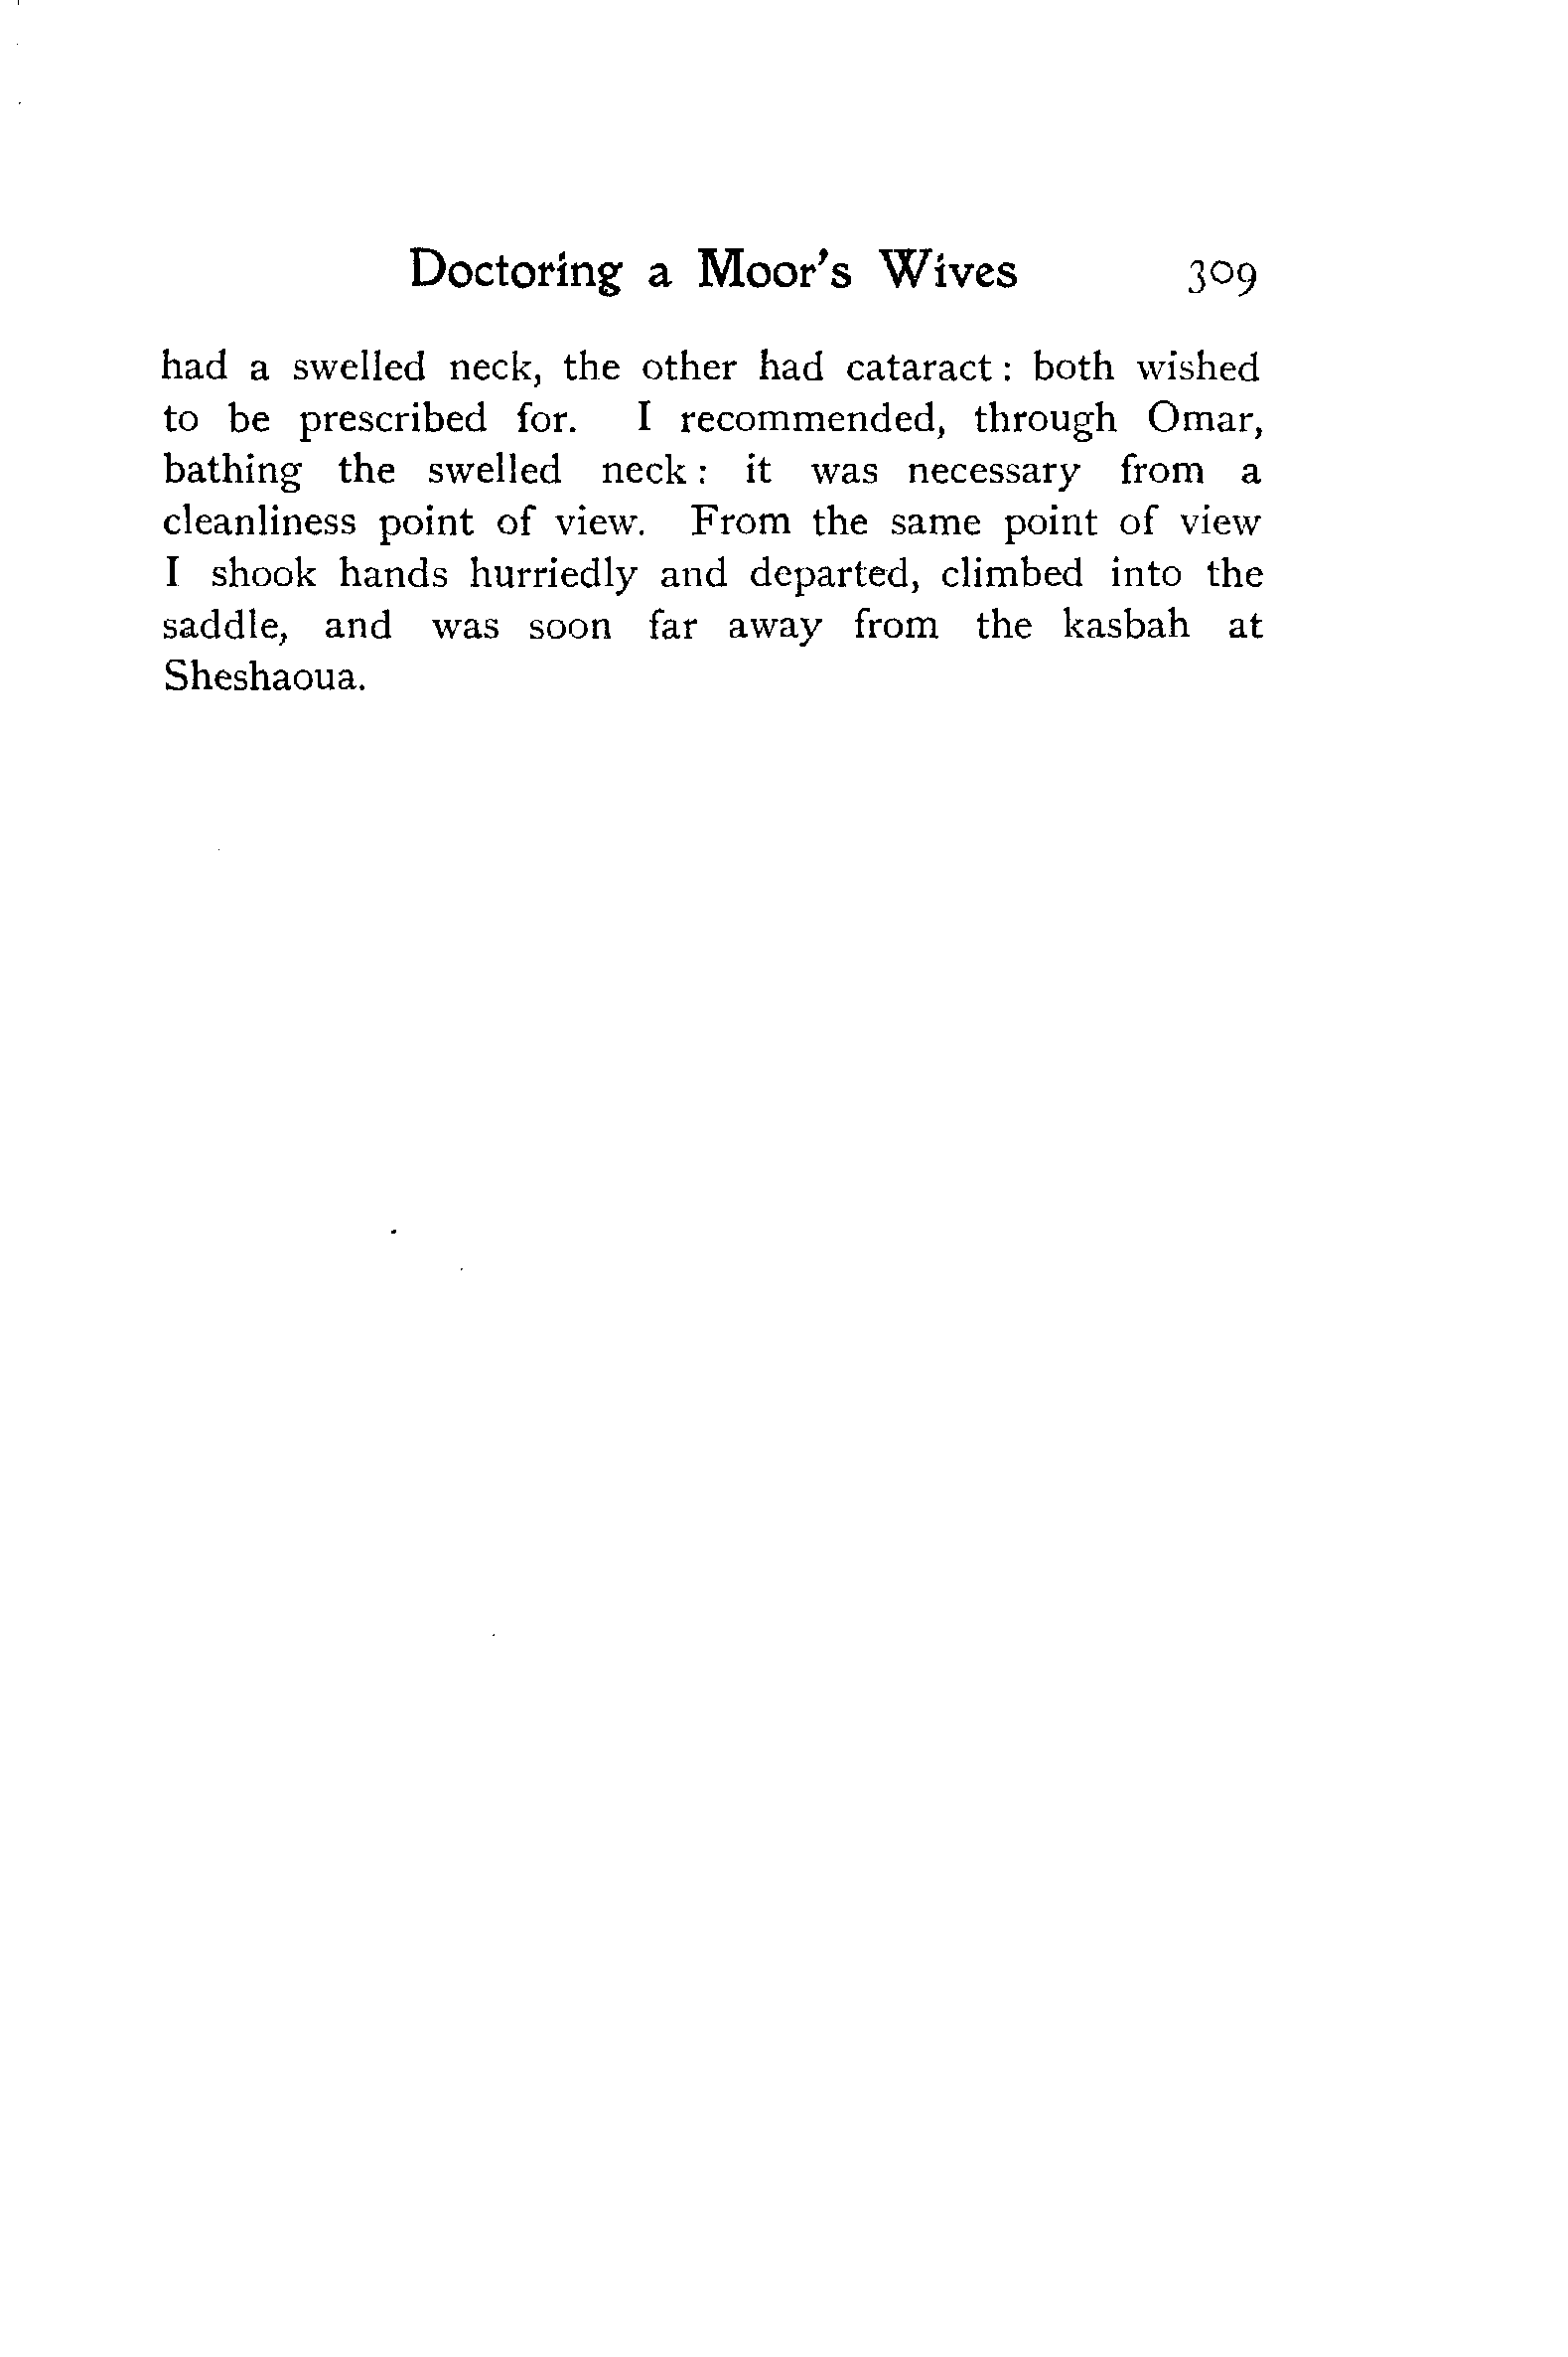 Doctoring a Moor's Wives 309
had a swelled neck, the other had cataract: both wished
to be prescribed for. I recommended, through Omar,
bathing the swelled neck: it was necessary from a
cleanliness point of view. From the same point of view
I shook hands hurriedly and departed, climbed into the
saddle, and was soon far away from the kasbah at
Sheshaoua.